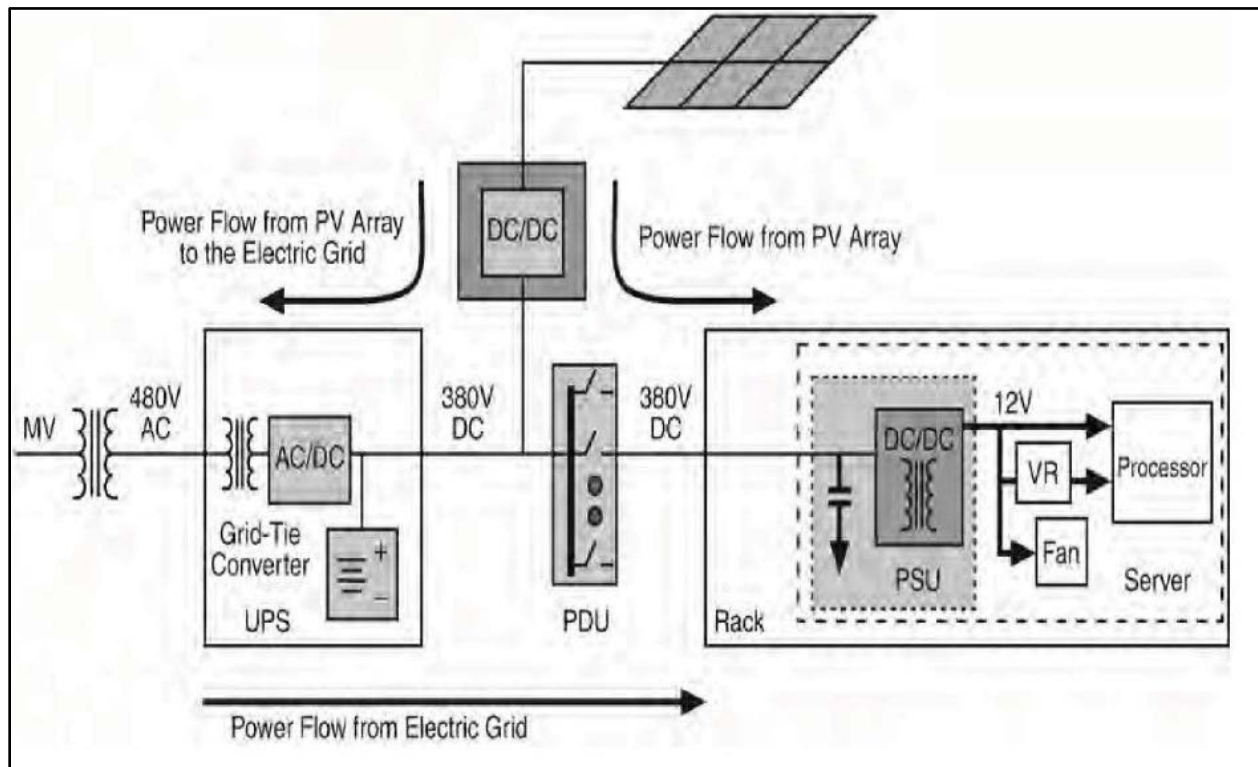 Power Flow from PV Array
to the Electric Grid
DC/DC
Power Flow from PV Array
MV
480V
AC
AC/DC
Grid-Tie
Converter
+
−
UPS
380V
DC
PDU
380V
DC
Rack
DC/DC
PSU
12V
VR
Fan
Processor
Server
Power Flow from Electric Grid